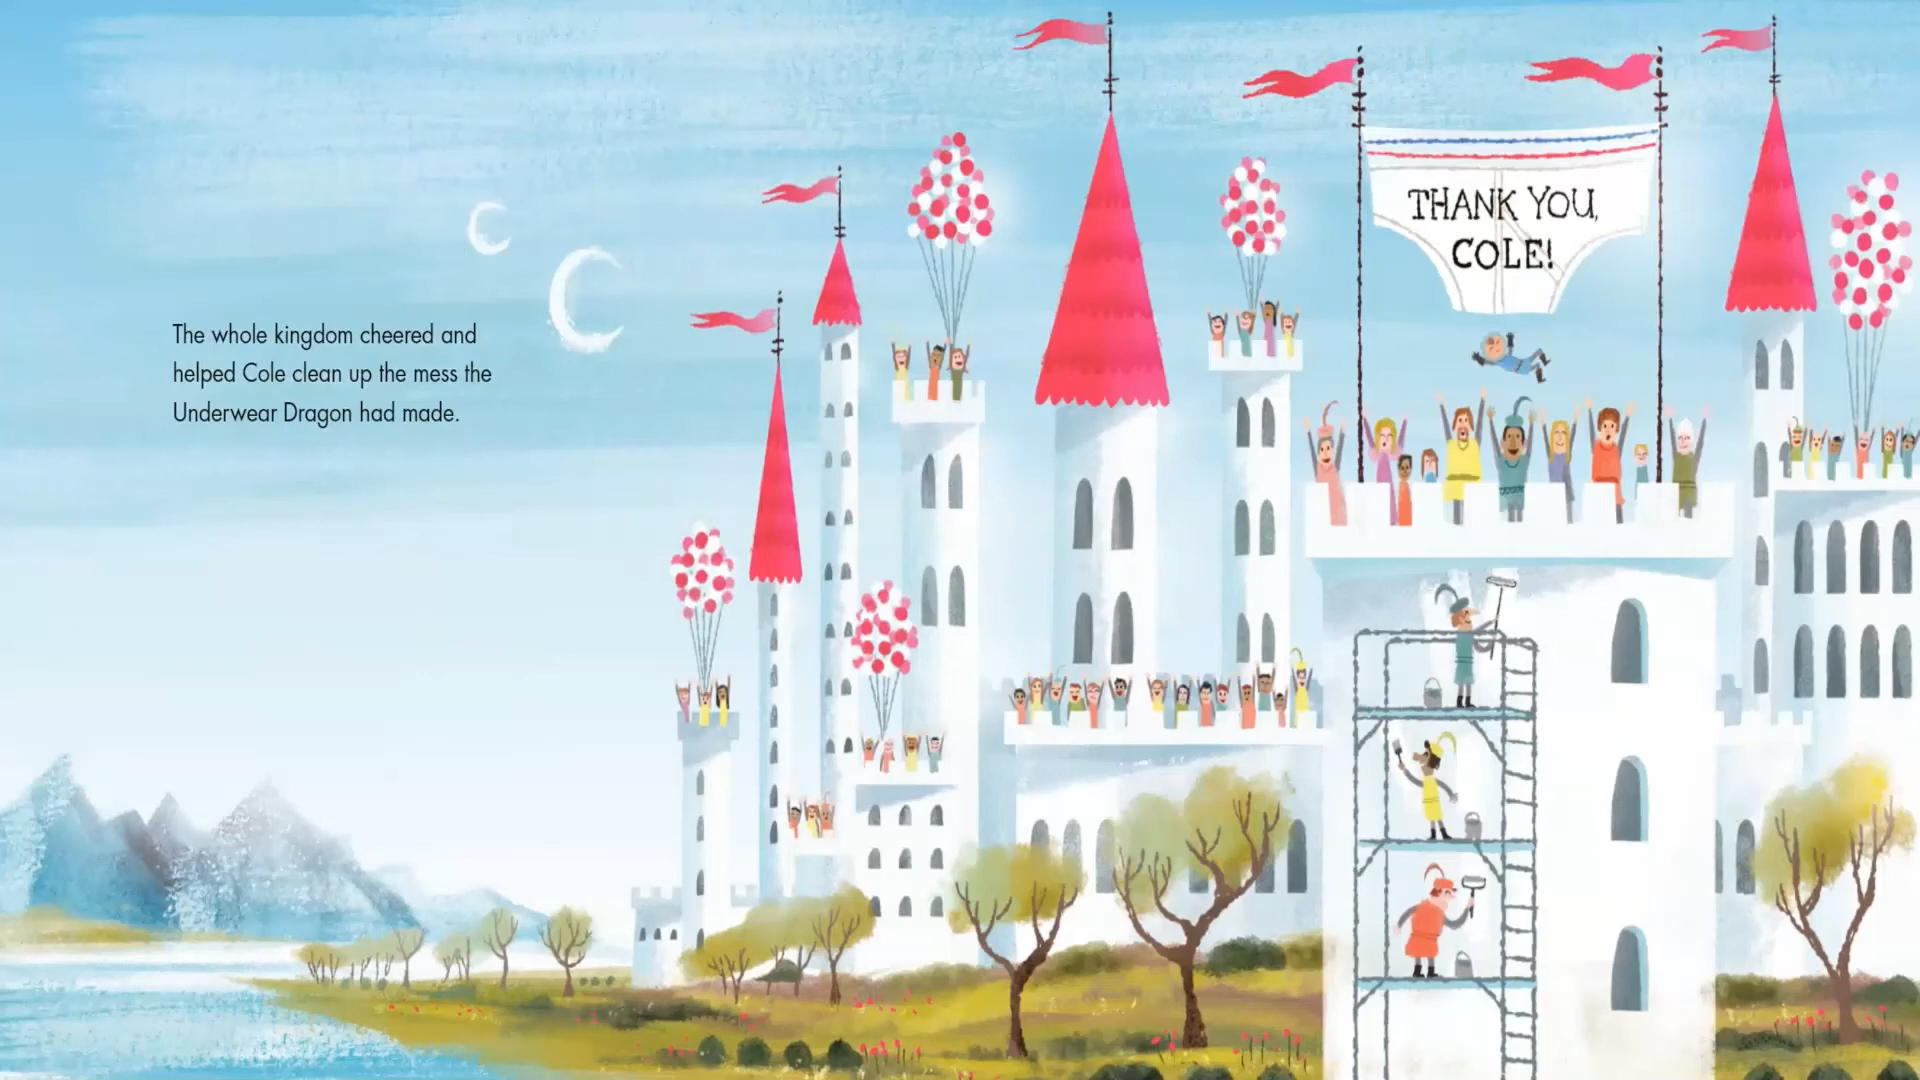 The whole kingdom cheered and
helped Cole clean up the mess the
Underwear Dragon had made.
THANK YOU,
COLE!